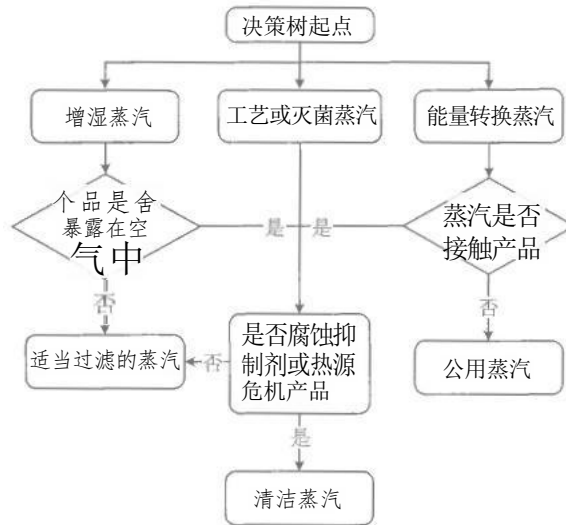 决策树起点
增湿蒸汽
工艺或灭菌蒸汽
能量转换蒸汽
个品是舍
暴露在空
气中
是
是
蒸汽是否
接触产品
否
否
适当过滤的蒸汽
否
是否腐蚀抑
制剂或热源
危机产品
公用蒸汽
是
清洁蒸汽